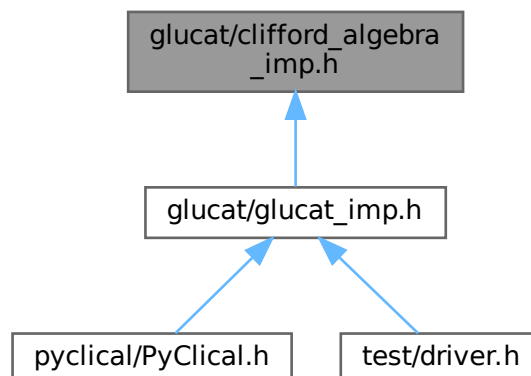 glucat/clifford_algebra
_imp.h
glucat/glucat_imp.h
pyclical/PyClical.h
test/driver.h